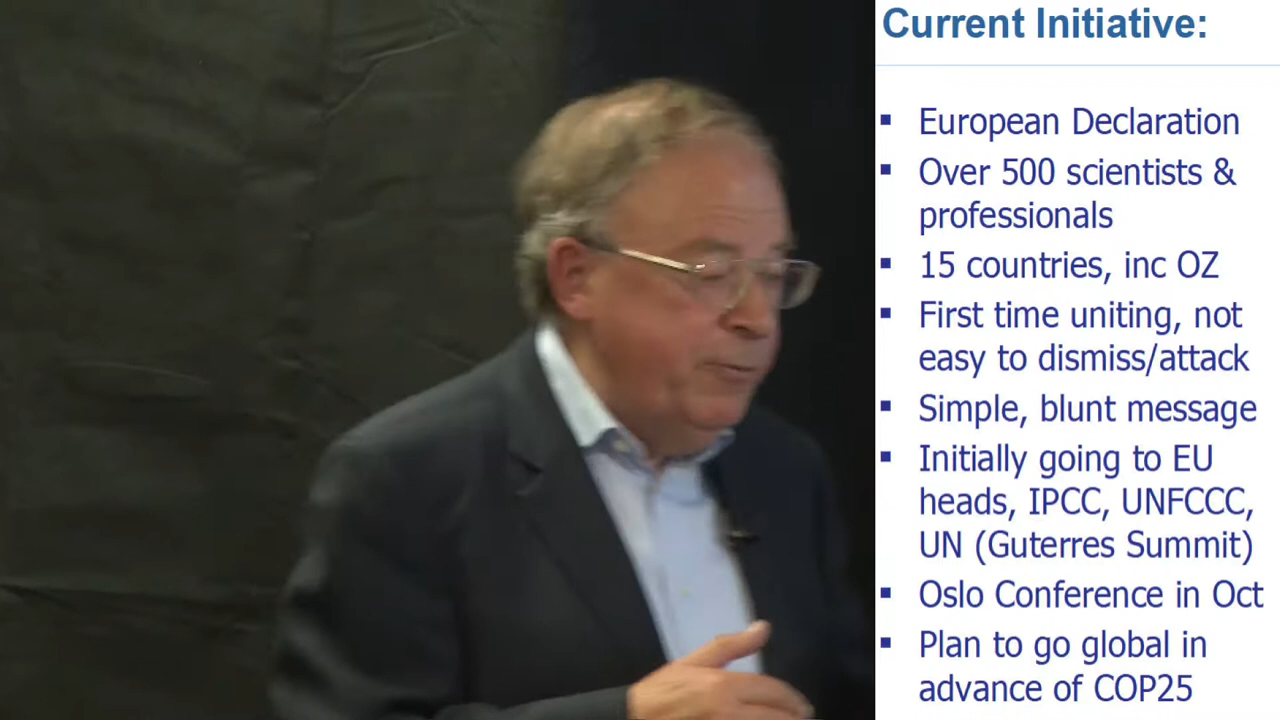 Current Initiative:
▪ European Declaration
▪ Over 500 scientists &
professionals
▪ 15 countries, inc OZ
▪ First time uniting, not
easy to dismiss/attack
▪ Simple, blunt message
▪ Initially going to EU
heads, IPCC, UNFCCC,
UN (Guterres Summit)
▪ Oslo Conference in Oct
▪ Plan to go global in
advance of COP25